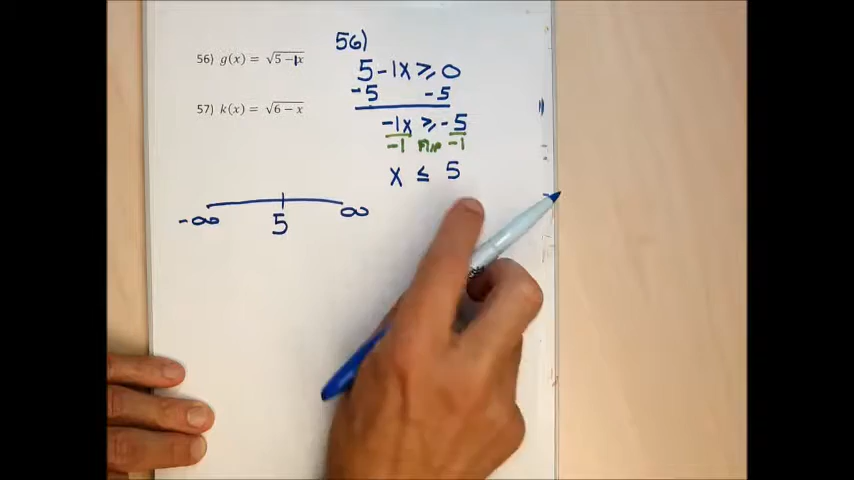 56) g(x) = √5 − 1x
57) k(x) = √6 − x
56)
5 - 1x ≥ 0
-5 -5
-1x ≥ -5
-1 Flip -1
x ≤ 5
-∞ 5 ∞